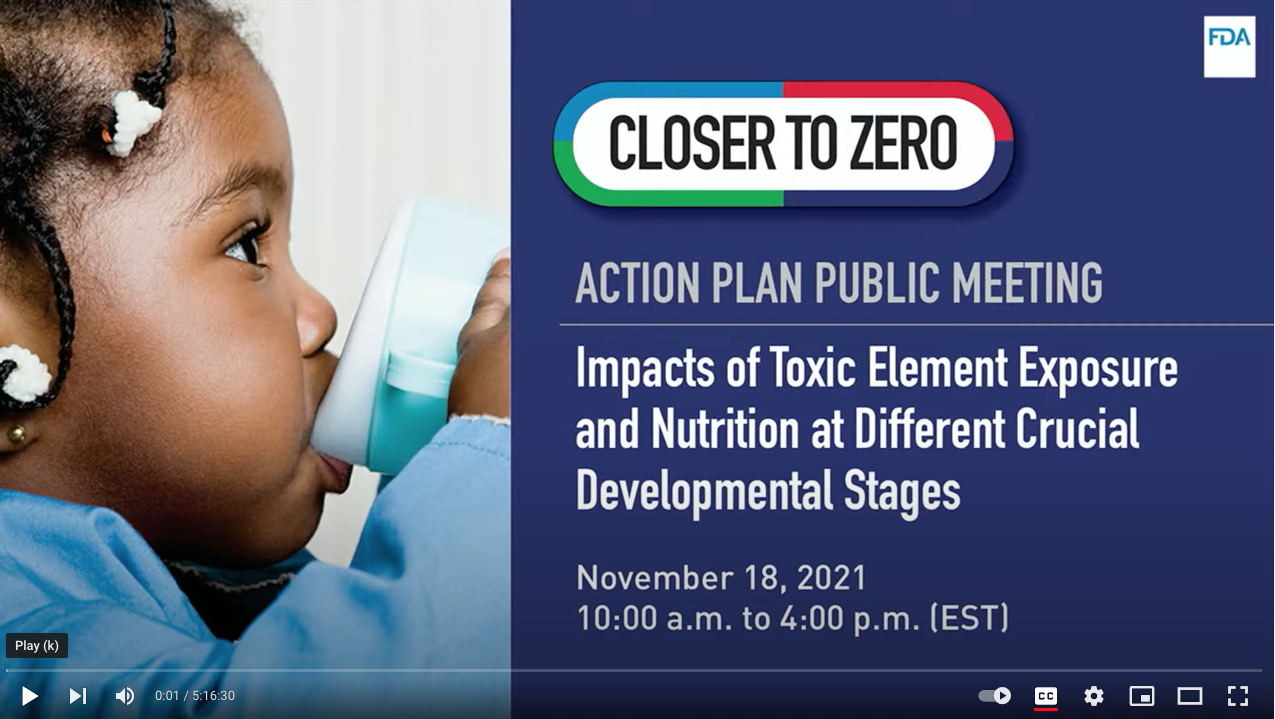 FDA
CLOSER TO ZERO
ACTION PLAN PUBLIC MEETING
Impacts of Toxic Element Exposure
and Nutrition at Different Crucial
Developmental Stages
November 18, 2021
10:00 a.m. to 4:00 p.m. (EST)
Play (k)
0:01 / 5:16:30
CC